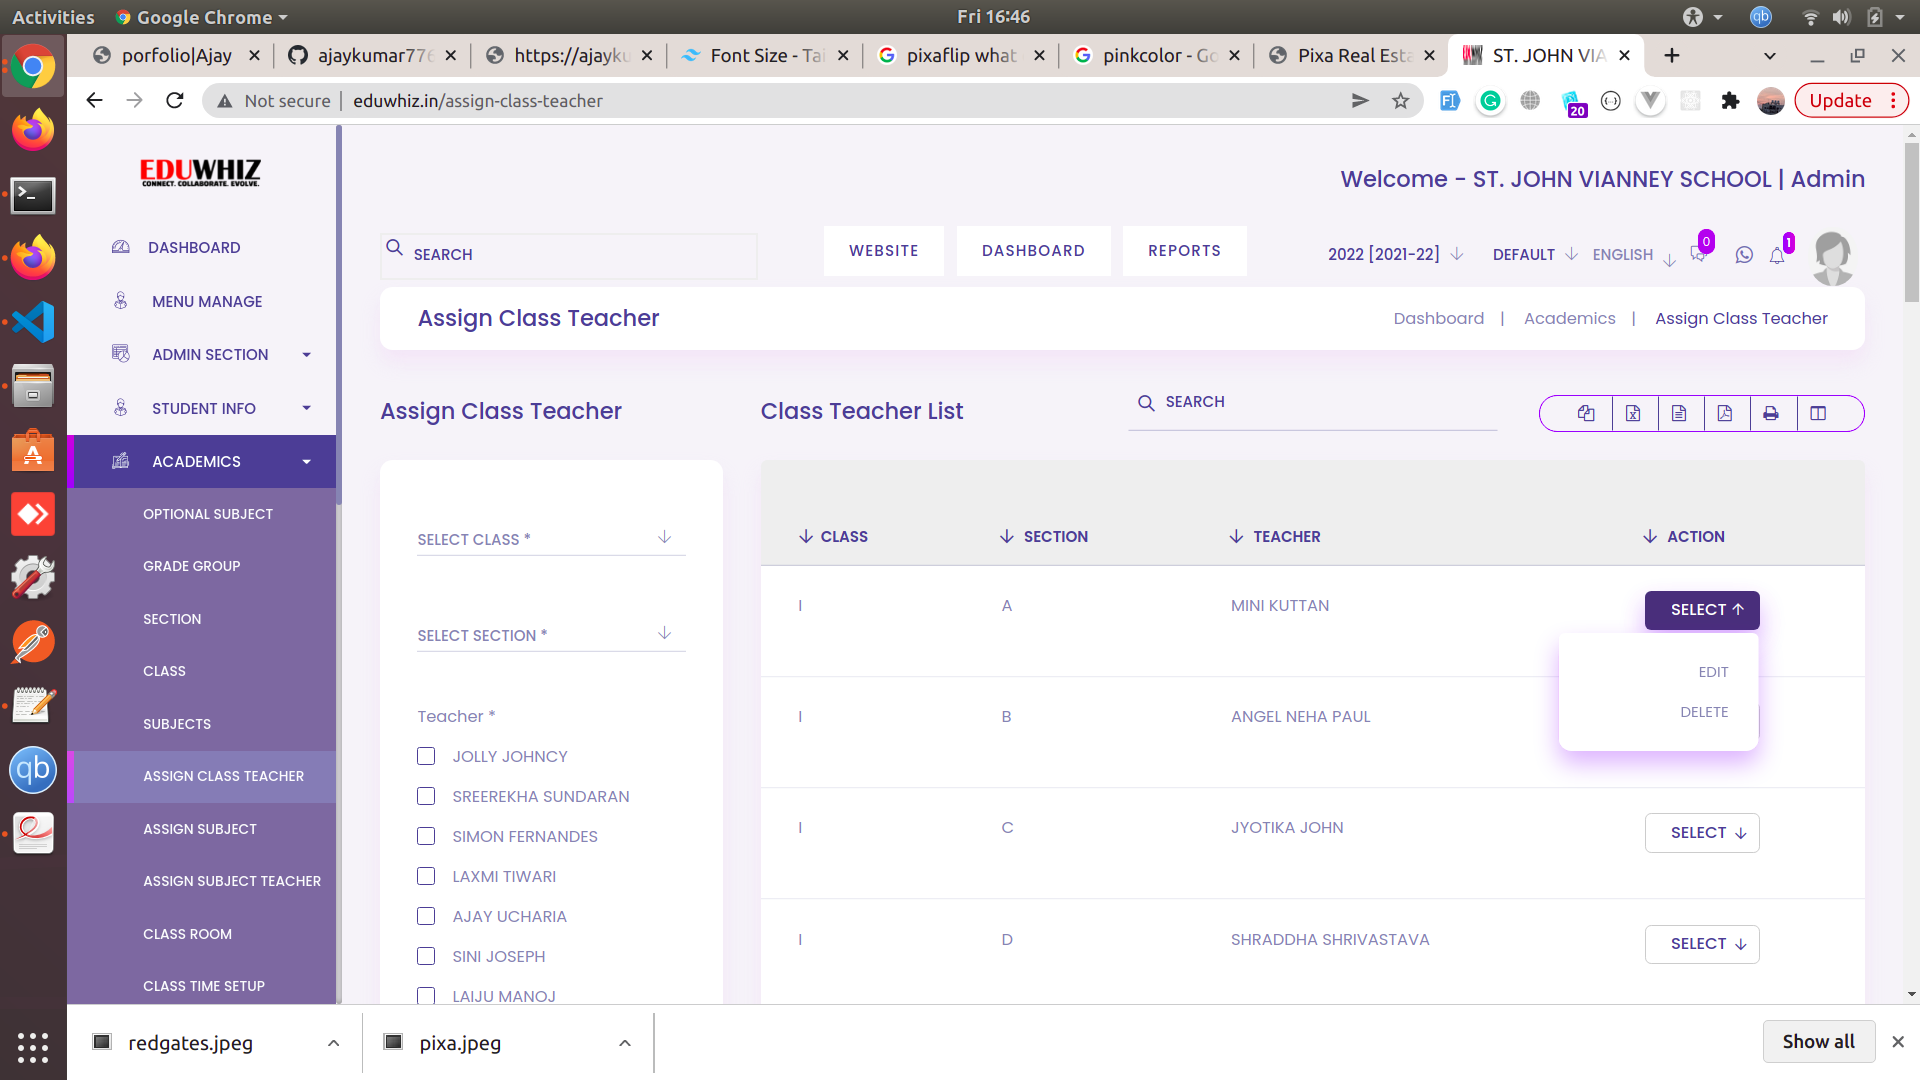 Activities
Google Chrome
Fri 16:46
qb
porfolio|Ajay
ajaykumar776
https://ajayku
Font Size - Tai
pixaflip what
pinkcolor - Go
Pixa Real Esta
ST. JOHN VIAN
Not secure | eduwhiz.in/assign-class-teacher
20
Update
EDUWHIZ
CONNECT. COLLABORATE. EVOLVE.
Welcome - ST. JOHN VIANNEY SCHOOL | Admin
DASHBOARD
MENU MANAGE
ADMIN SECTION
STUDENT INFO
ACADEMICS
OPTIONAL SUBJECT
GRADE GROUP
SECTION
CLASS
SUBJECTS
ASSIGN CLASS TEACHER
ASSIGN SUBJECT
ASSIGN SUBJECT TEACHER
CLASS ROOM
CLASS TIME SETUP
SEARCH
WEBSITE
DASHBOARD
REPORTS
2022 [2021-22]
DEFAULT
ENGLISH
0
1
Assign Class Teacher
Dashboard | Academics | Assign Class Teacher
Assign Class Teacher
SELECT CLASS *
SELECT SECTION *
Teacher *
JOLLY JOHNCY
SREEREKHA SUNDARAN
SIMON FERNANDES
LAXMI TIWARI
AJAY UCHARIA
SINI JOSEPH
LAIJU MANOJ
Class Teacher List
SEARCH
CLASS SECTION TEACHER ACTION
I A MINI KUTTAN SELECT
EDIT
DELETE
I B ANGEL NEHA PAUL
I C JYOTIKA JOHN SELECT
I D SHRADDHA SHRIVASTAVA SELECT
qb
redgates.jpeg
pixa.jpeg
Show all